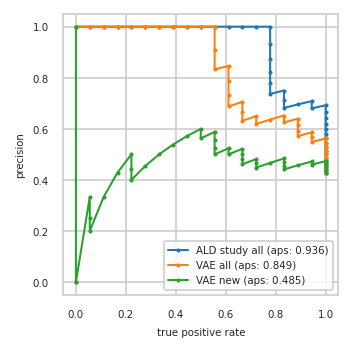 1.0
0.8
0.6
0.4
0.2
0.0
precision
0.0 0.2 0.4 0.6 0.8 1.0
true positive rate
ALD study all (aps: 0.936)
VAE all (aps: 0.849)
VAE new (aps: 0.485)